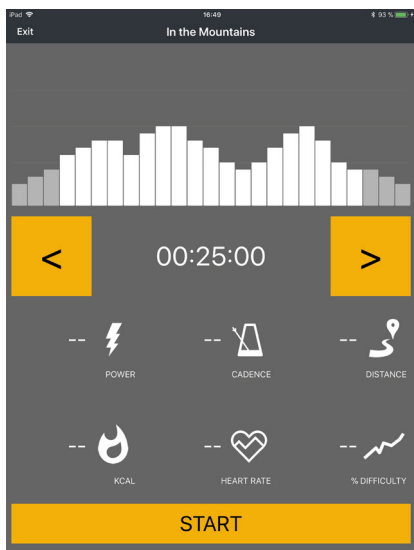 iPad 16:49 93 %
Exit In the Mountains
< 00:25:00 >
-- -- --
POWER CADENCE DISTANCE
-- -- --
KCAL HEART RATE % DIFFICULTY
START